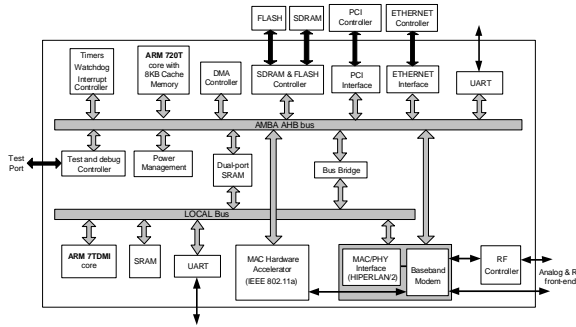 FLASH
SDRAM
PCI
Controller
ETHERNET
Controller
Timers
Watchdog
Interrupt
Controller
ARM 720T
core with
8KB Cache
Memory
DMA
Controller
SDRAM & FLASH
Controller
PCI
Interface
ETHERNET
Interface
UART
AMBA AHB bus
Test
Port
Test and debug
Controller
Power
Management
Dual-port
SRAM
Bus Bridge
LOCAL Bus
ARM 7TDMI
core
SRAM
UART
MAC Hardware
Accelerator
(IEEE 802.11a)
MAC/PHY
Interface
(HIPERLAN/2)
Baseband
Modem
RF
Controller
Analog & R
front-end